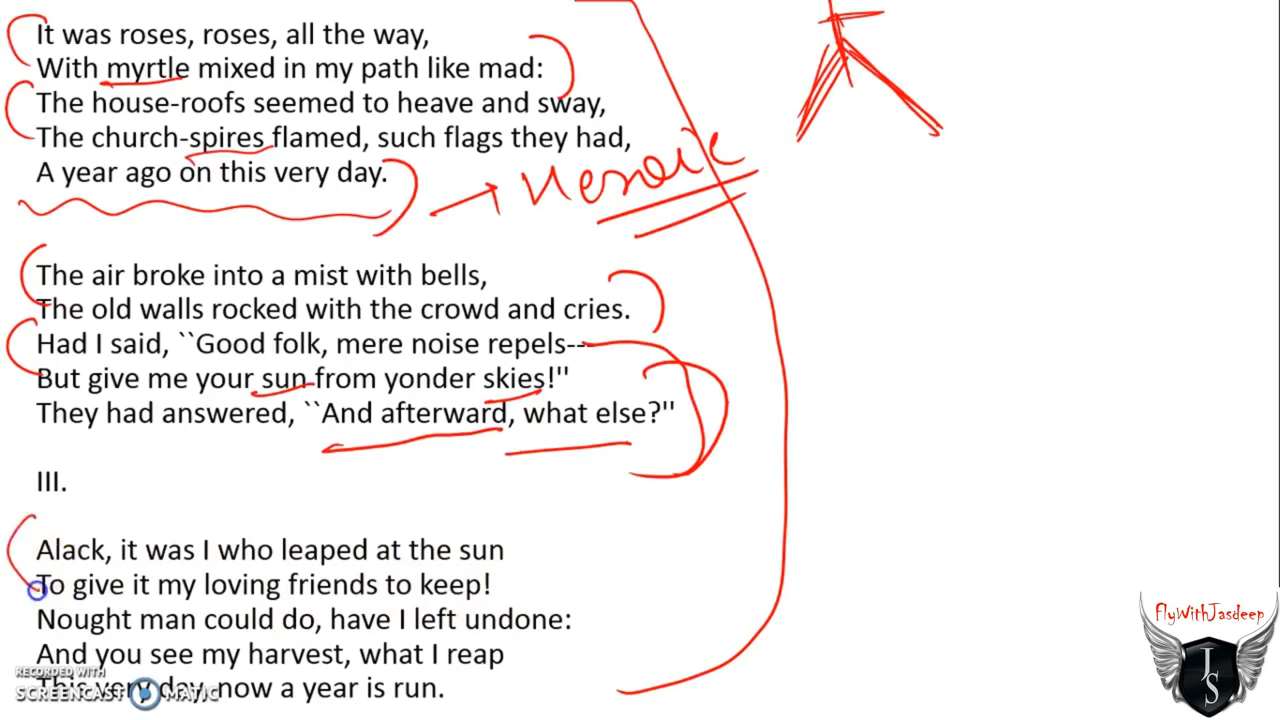 It was roses, roses, all the way,
With myrtle mixed in my path like mad:
The house-roofs seemed to heave and sway,
The church-spires flamed, such flags they had,
A year ago on this very day.
Heroic
The air broke into a mist with bells,
The old walls rocked with the crowd and cries.
Had I said, ``Good folk, mere noise repels---
But give me your sun from yonder skies!''
They had answered, ``And afterward, what else?''
III.
Alack, it was I who leaped at the sun
To give it my loving friends to keep!
Nought man could do, have I left undone:
And you see my harvest, what I reap
This very day, now a year is run.
RECORDED WITH
SCREENCAST MATIC
FlyWithJasdeep
JS